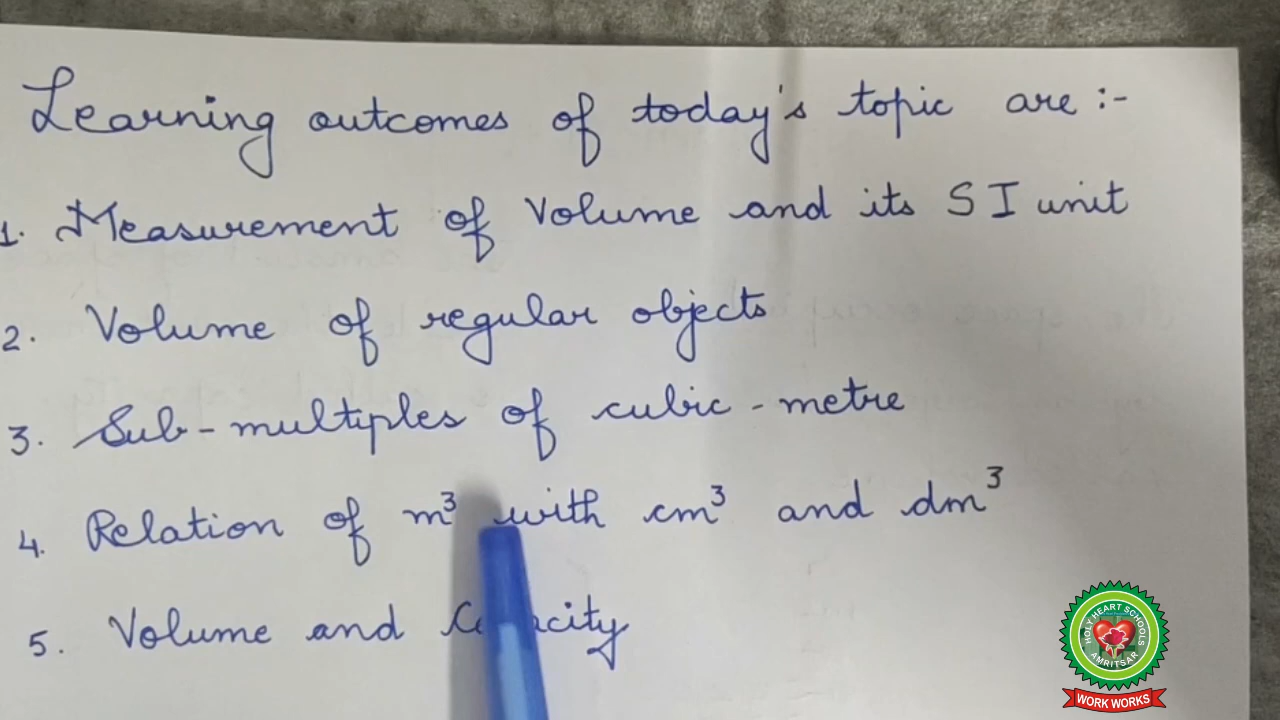 Learning outcomes of today's topic are :-
1. Measurement of Volume and its SI unit
2. Volume of regular objects
3. Sub-multiples of cubic-metre
4. Relation of m³ with cm³ and dm³
5. Volume and
HOLY HEART SCHOOLS
AMRITSAR
WORK WORKS